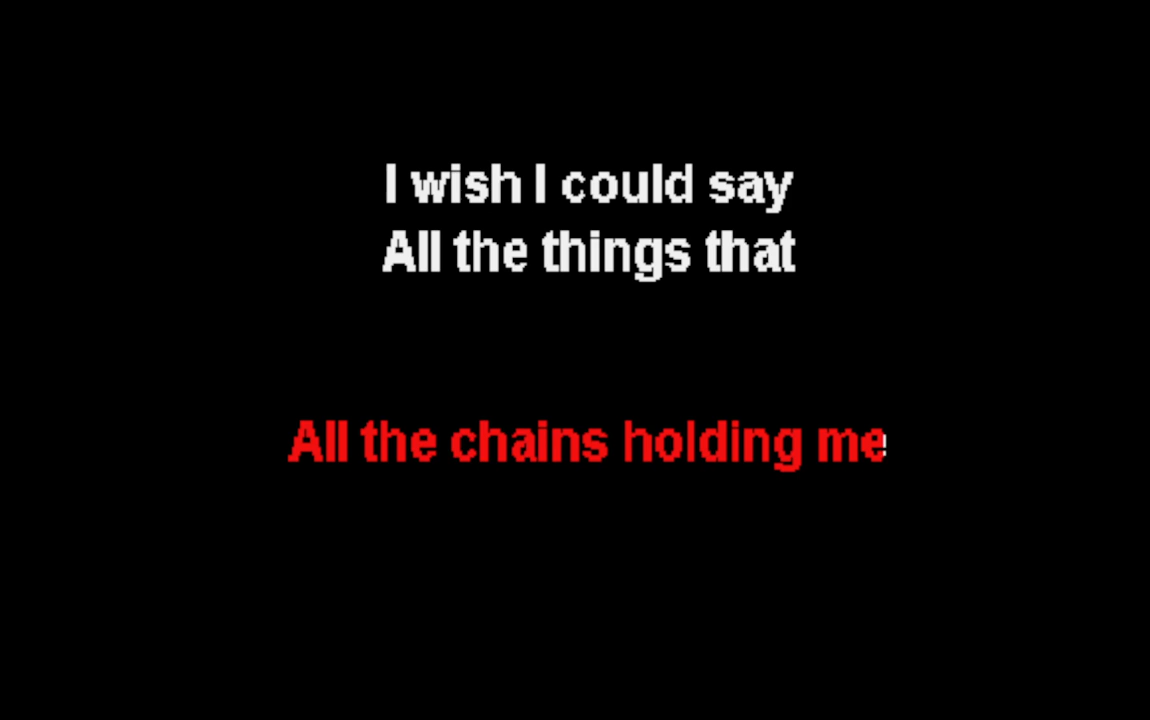 I wish I could say
All the things that
All the chains holding me